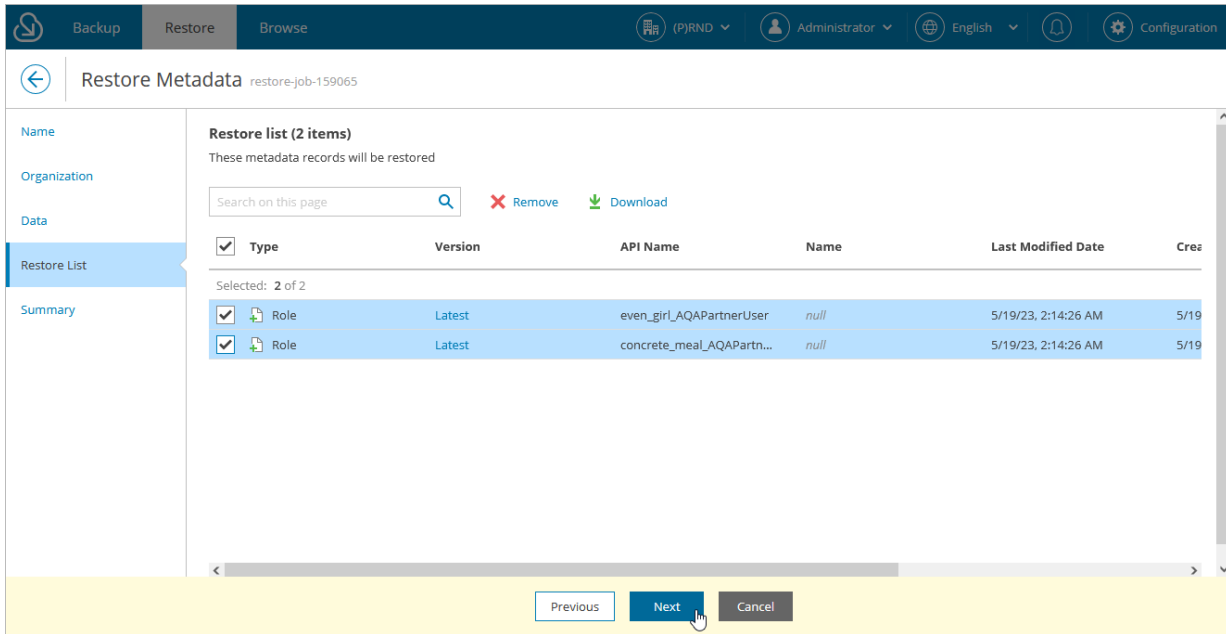 Backup Restore Browse (P)RND Administrator English Configuration
Restore Metadata restore-job-159065
Name
Organization
Data
Restore List
Summary
Restore list (2 items)
These metadata records will be restored
Search on this page Remove Download
Type Version API Name Name Last Modified Date Crea
Selected: 2 of 2
Role Latest even_girl_AQAPartnerUser null 5/19/23, 2:14:26 AM 5/19
Role Latest concrete_meal_AQAPartn... null 5/19/23, 2:14:26 AM 5/19
Previous Next Cancel